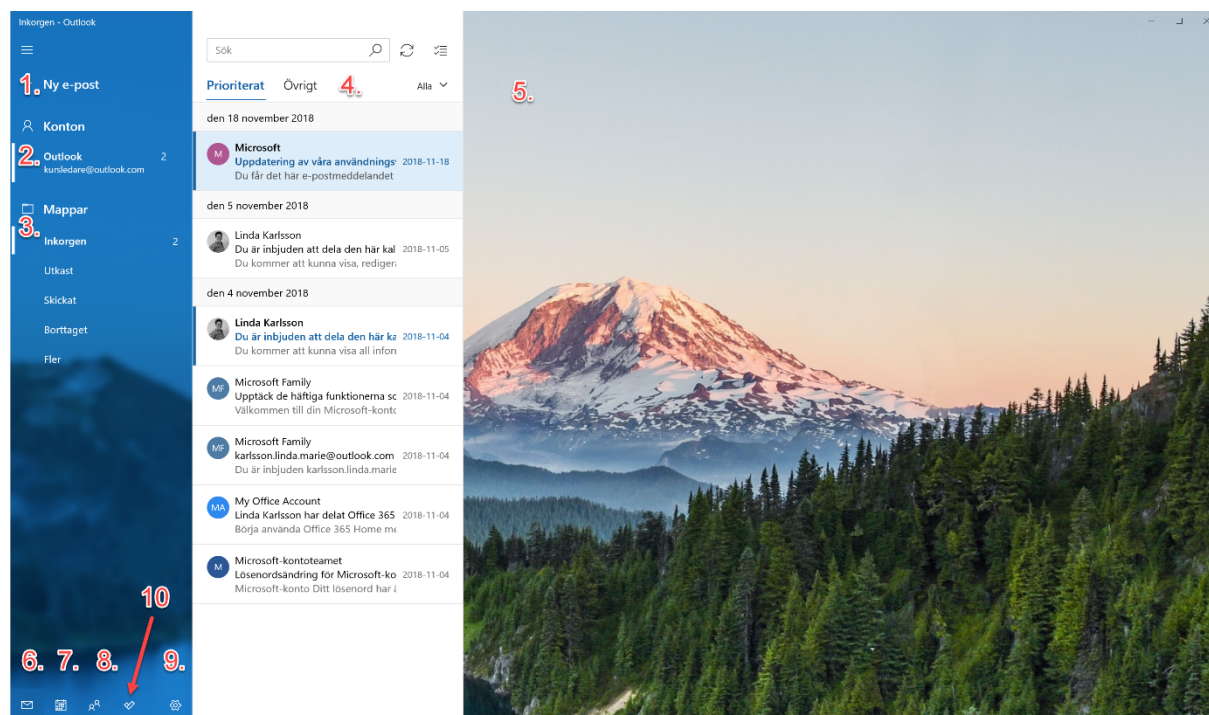 Inkorgen - Outlook
1. Ny e-post
Konton
2. Outlook 2
kursledare@outlook.com
Mappar
3.
Inkorgen 2
Utkast
Skickat
Borttaget
Fler
10
6. 7. 8. 9.
Sök
Prioriterat Övrigt 4. Alla
den 18 november 2018
M Microsoft
Uppdatering av våra användnings 2018-11-18
Du får det här e-postmeddelandet
den 5 november 2018
Linda Karlsson
Du är inbjuden att dela den här kal 2018-11-05
Du kommer att kunna visa, rediger
den 4 november 2018
Linda Karlsson
Du är inbjuden att dela den här ka 2018-11-04
Du kommer att kunna visa all infor
MF Microsoft Family
Upptäck de häftiga funktionerna sc 2018-11-04
Välkommen till din Microsoft-kontc
MF Microsoft Family
karlsson.linda.marie@outlook.com 2018-11-04
Du är inbjuden karlsson.linda.marie
MA My Office Account
Linda Karlsson har delat Office 365 2018-11-04
Börja använda Office 365 Home me
M Microsoft-kontoteamet
Lösenordsändring för Microsoft-ko 2018-11-04
Microsoft-konto Ditt lösenord har ä
5.